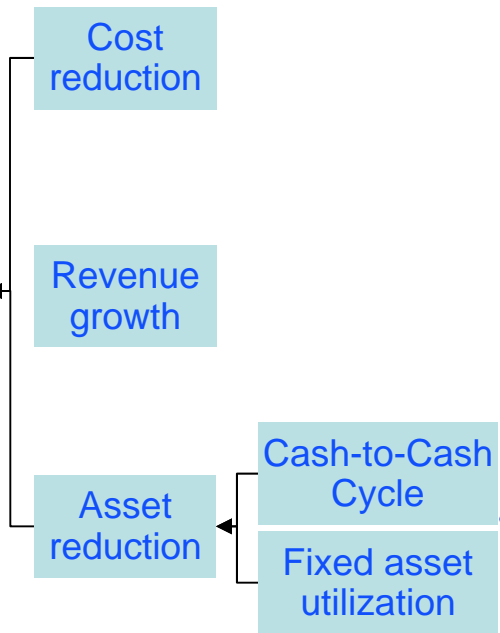 Cost
reduction
Revenue
growth
Asset
reduction
Cash-to-Cash
Cycle
Fixed asset
utilization